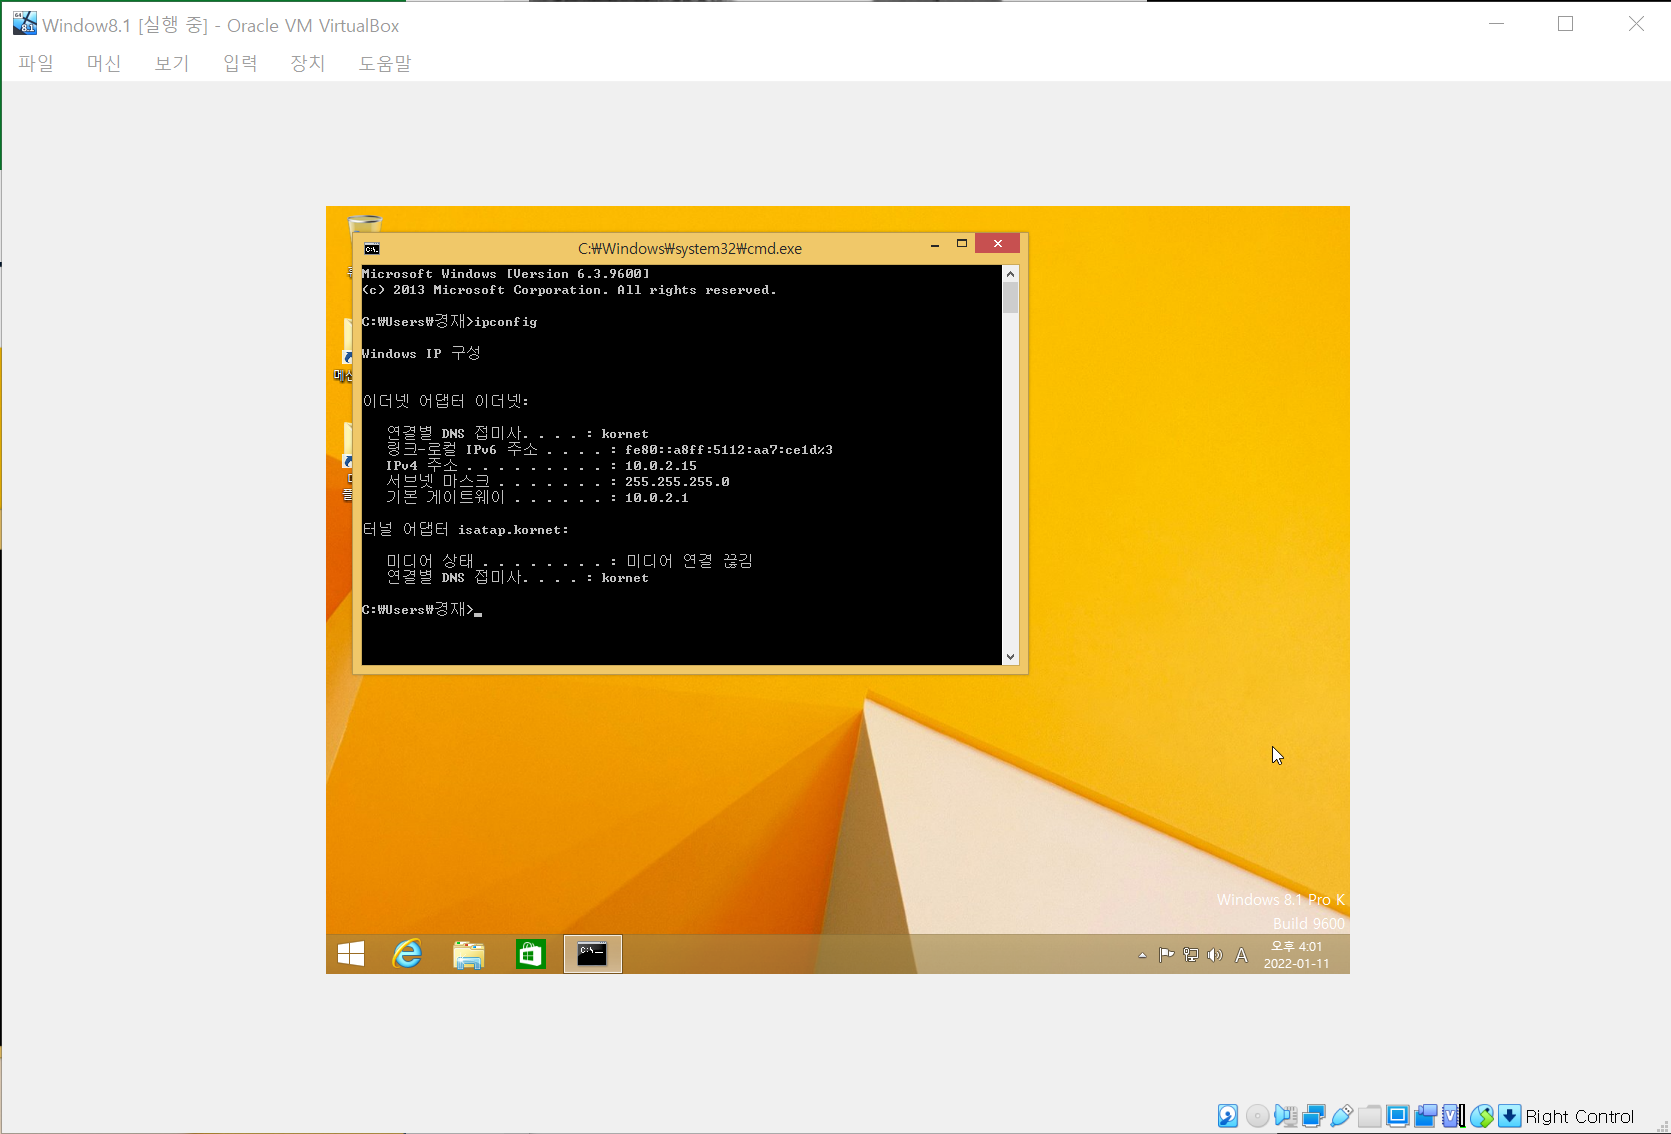 Window8.1 [실행 중] - Oracle VM VirtualBox
파일 머신 보기 입력 장치 도움말
C:₩Windows₩system32₩cmd.exe
Microsoft Windows [Version 6.3.9600]
(c) 2013 Microsoft Corporation. All rights reserved.
C:₩Users₩경재>ipconfig
Windows IP 구성
이더넷 어댑터 이더넷:
연결별 DNS 접미사. . . . : kornet
링크-로컬 IPv6 주소 . . . . : fe80::a8ff:5112:aa7:ce1d%3
IPv4 주소 . . . . . . . . . : 10.0.2.15
서브넷 마스크 . . . . . . . : 255.255.255.0
기본 게이트웨이 . . . . . . : 10.0.2.1
터널 어댑터 isatap.kornet:
미디어 상태 . . . . . . . . : 미디어 연결 끊김
연결별 DNS 접미사. . . . : kornet
C:₩Users₩경재>_
Windows 8.1 Pro K
Build 9600
A
오후 4:01
2022-01-11
Right Control